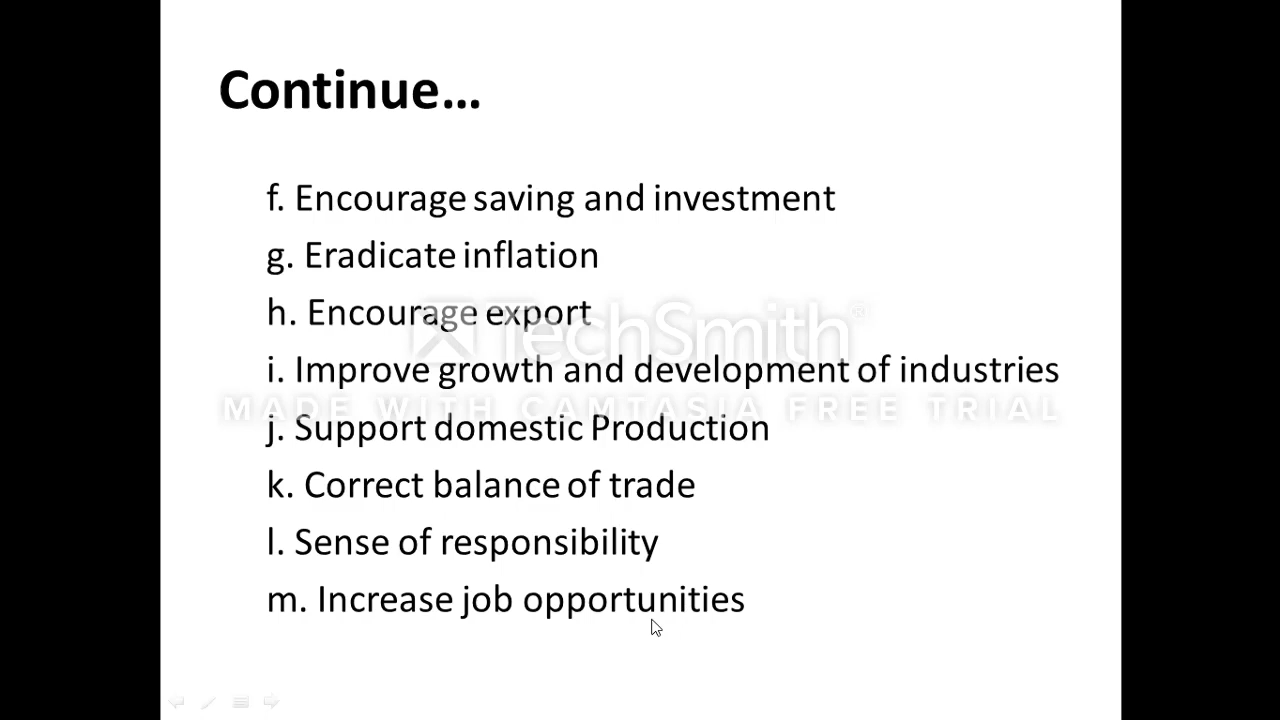 Continue...
f. Encourage saving and investment
g. Eradicate inflation
h. Encourage export
TechSmith®
i. Improve growth and development of industries
MADE WITH CAMTASIA FREE TRIAL
j. Support domestic Production
k. Correct balance of trade
l. Sense of responsibility
m. Increase job opportunities